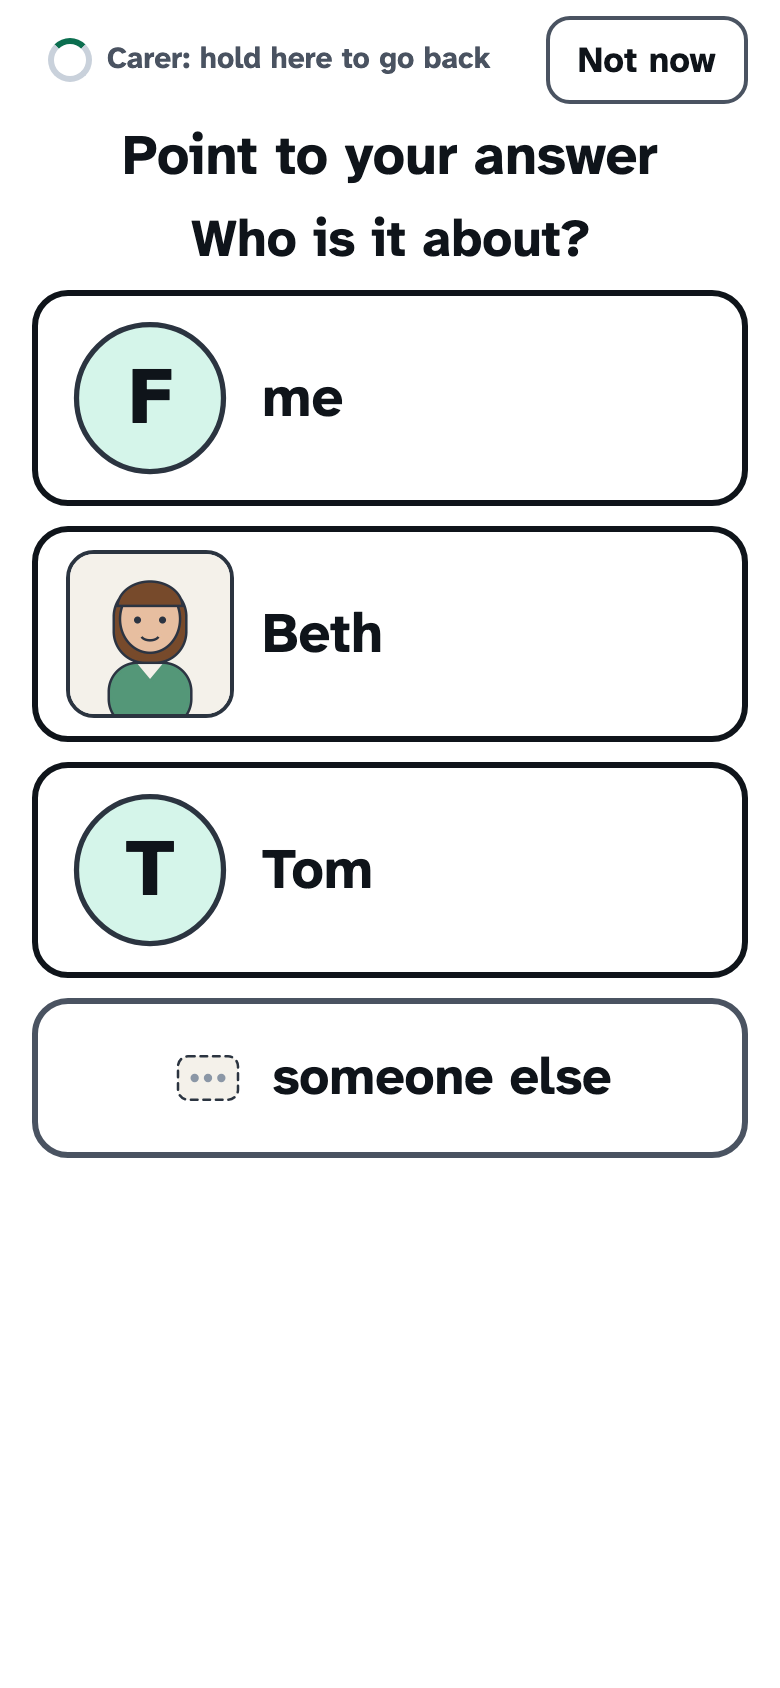 Carer: hold here to go back
Not now
Point to your answer
Who is it about?
F
me
Beth
T
Tom
someone else